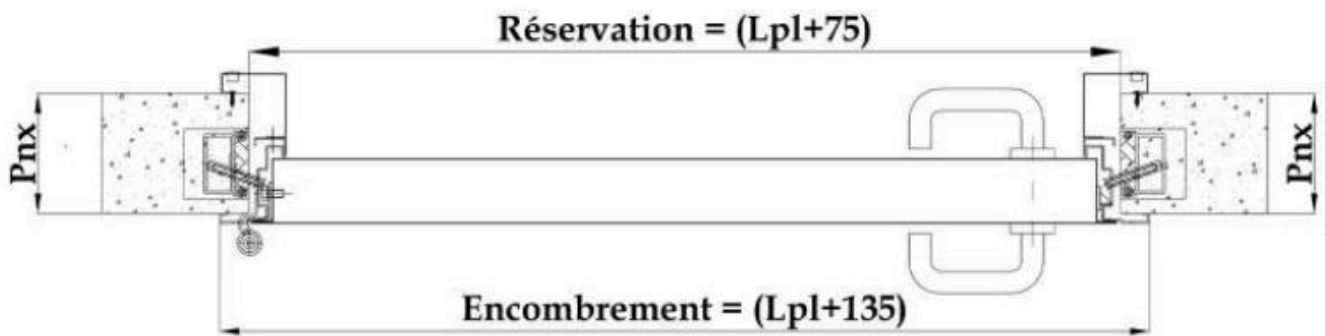 Réservation = (Lpl+75)
Pnx
Pnx
Encombrement = (Lpl+135)